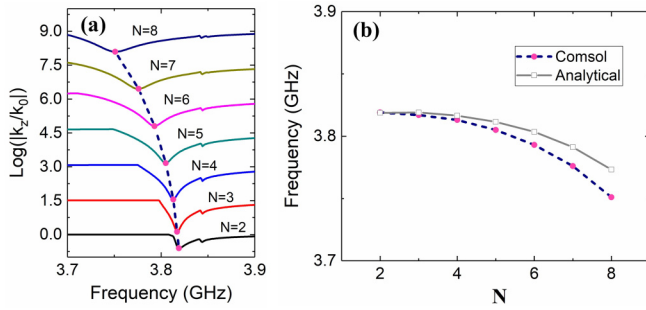 (a)
9.0
7.5
6.0
4.5
3.0
1.5
0.0
Log(|kz/k0|)
N=8
N=7
N=6
N=5
N=4
N=3
N=2
3.7
3.8
3.9
Frequency (GHz)
(b)
3.9
3.8
3.7
Frequency (GHz)
Comsol
Analytical
2
4
6
8
N